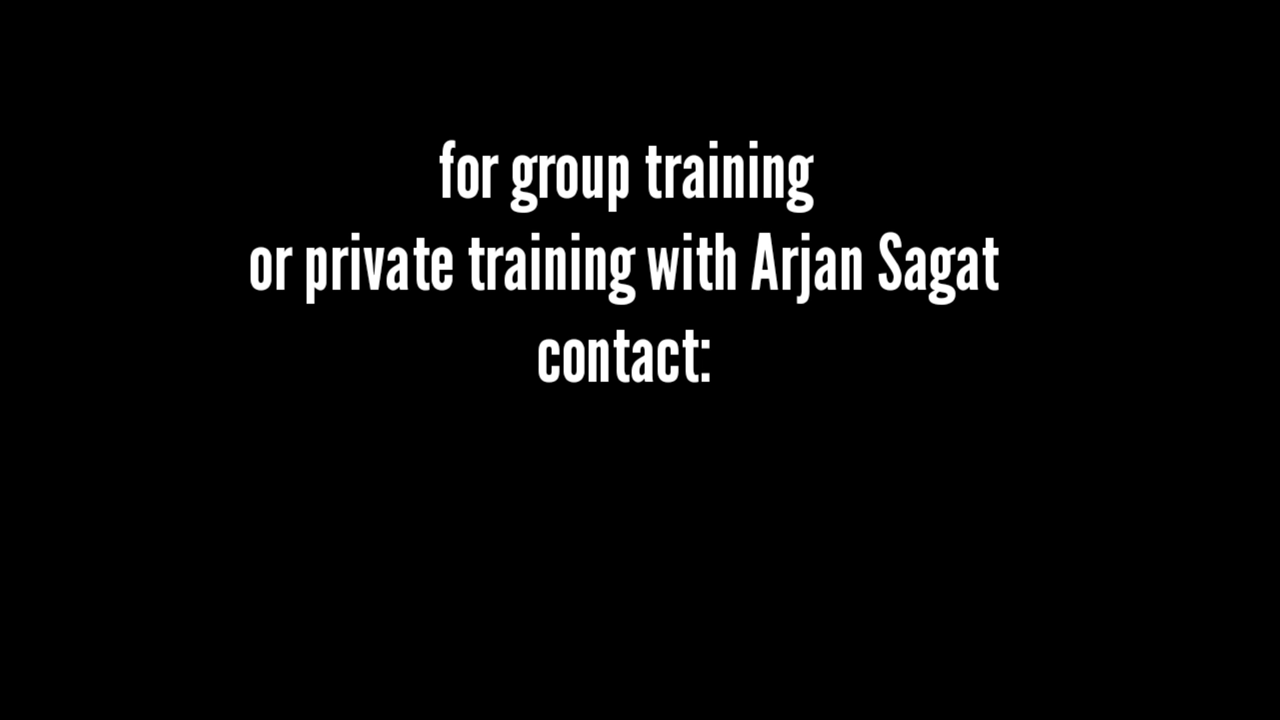 for group training
or private training with Arjan Sagat
contact: